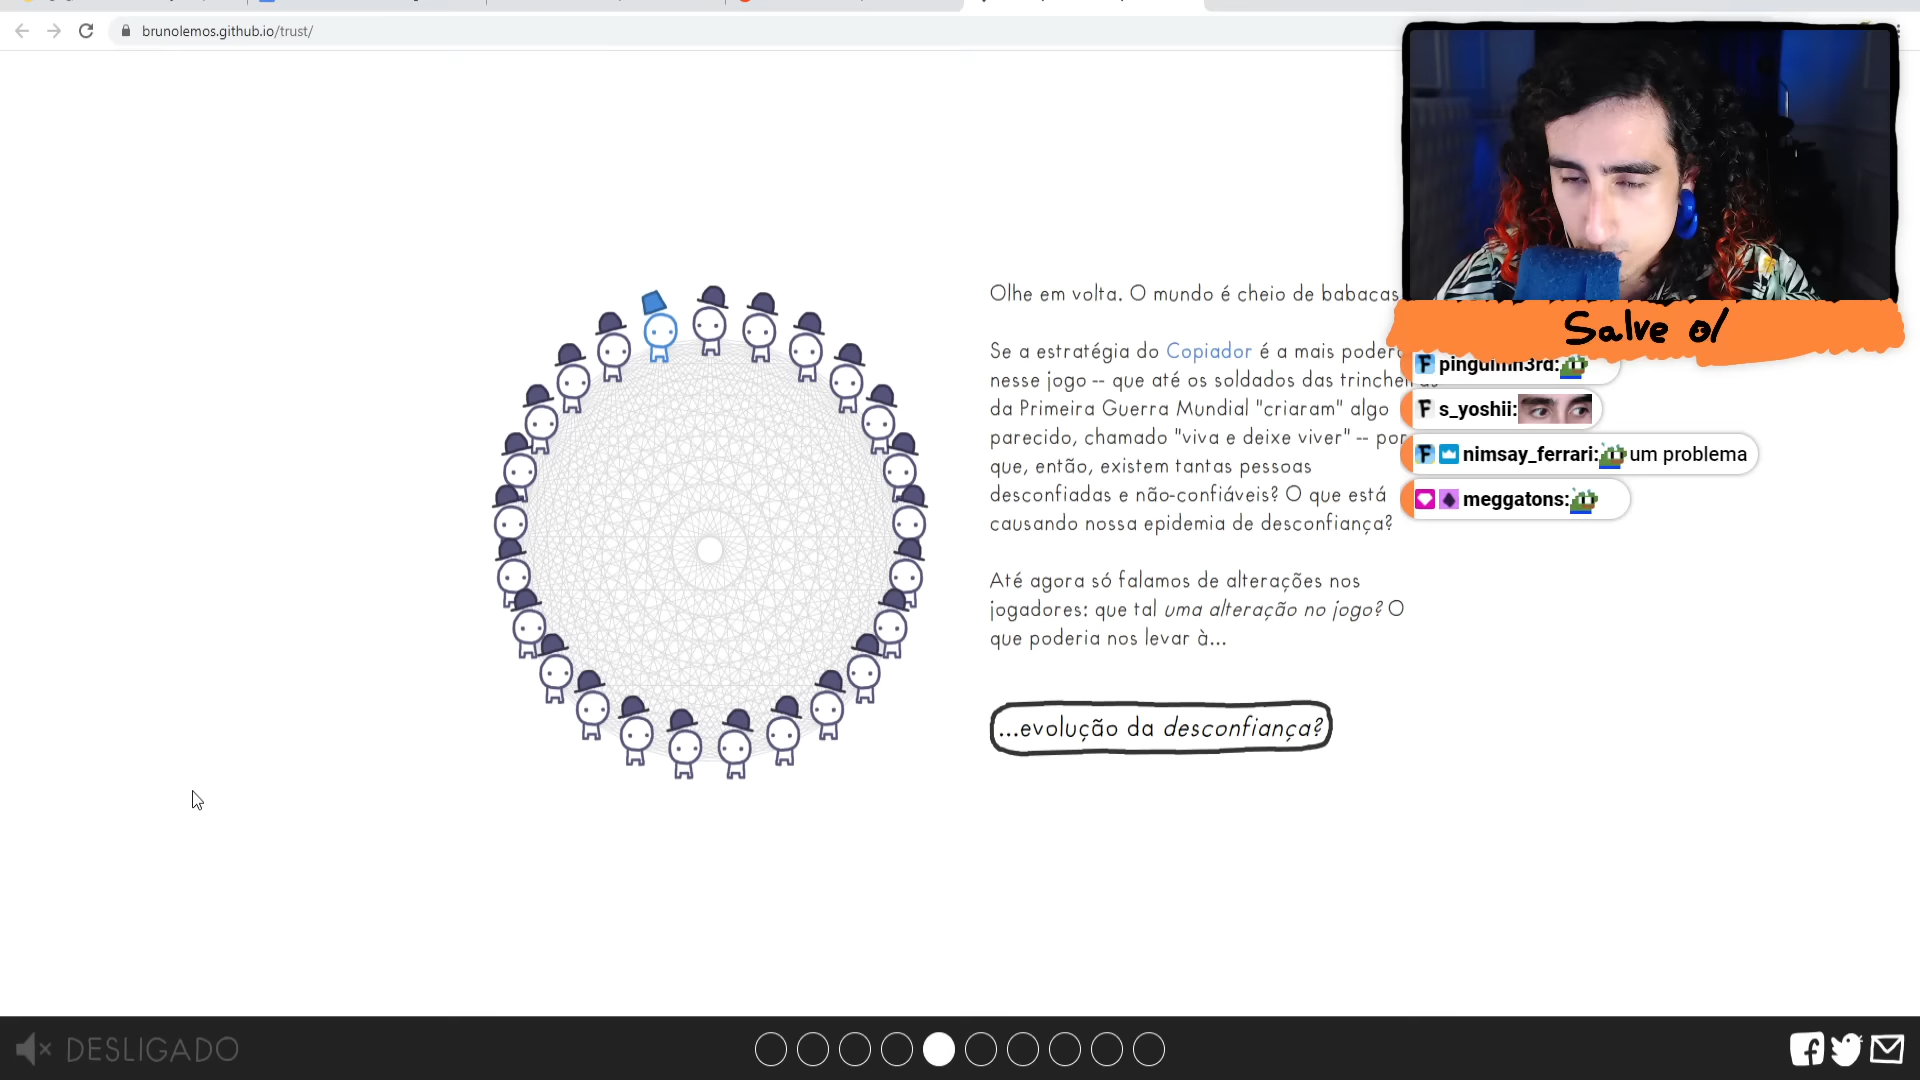 brunolemos.github.io/trust/
Olhe em volta. O mundo é cheio de babacas
Se a estratégia do Copiador é a mais poder
nesse jogo -- que até os soldados das trinchei
da Primeira Guerra Mundial "criaram" algo
parecido, chamado "viva e deixe viver" -- por
que, então, existem tantas pessoas
desconfiadas e não-confiáveis? O que está
causando nossa epidemia de desconfiança?
Até agora só falamos de alterações nos
jogadores: que tal uma alteração no jogo? O
que poderia nos levar à...
...evolução da desconfiança?
Salve o/
s_yoshii:
nimsay_ferrari: um problema
meggatons:
DESLIGADO